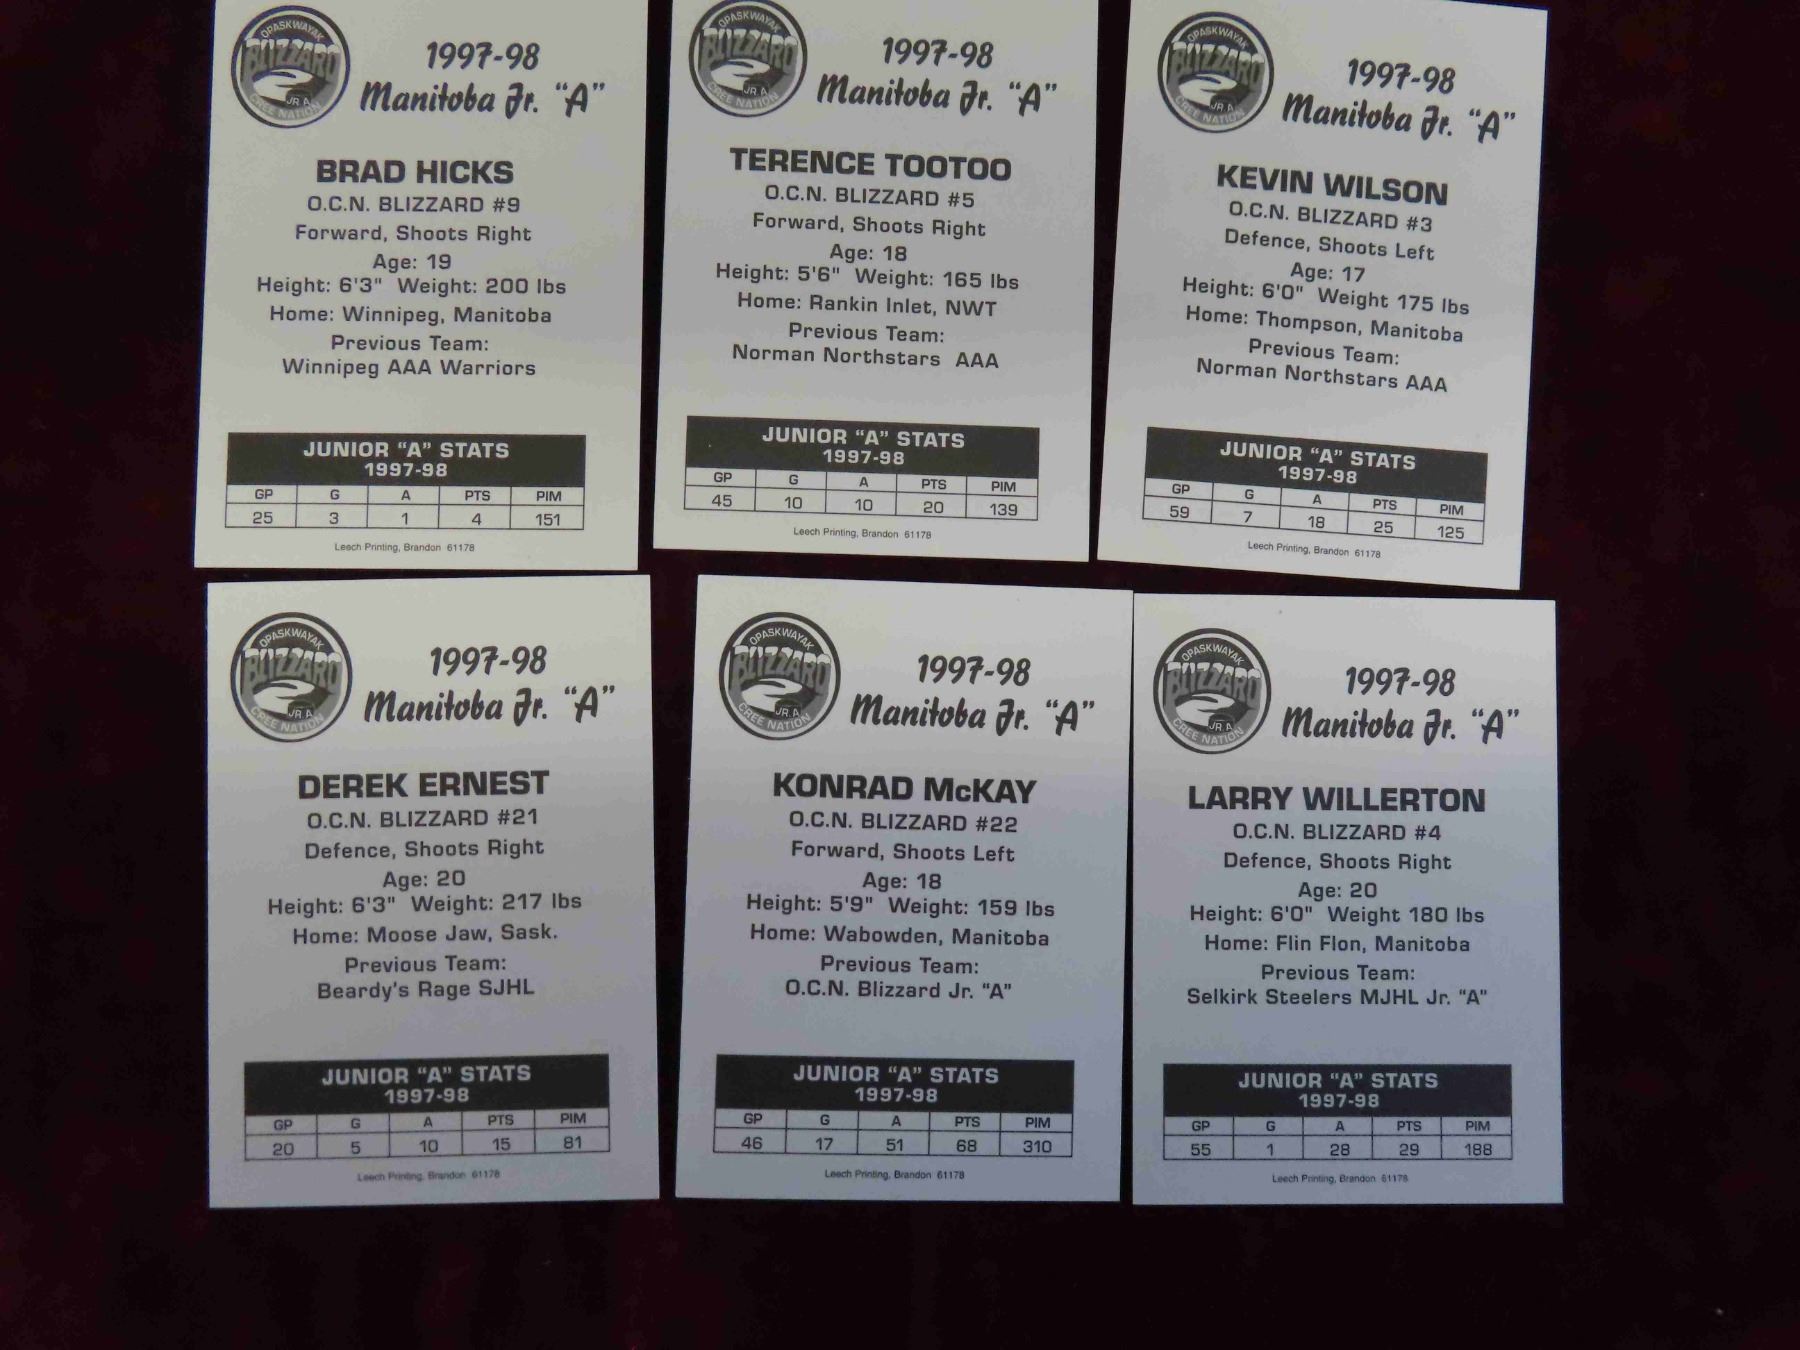 OPASKWAYAK
BLIZZARD
JR. A
CREE NATION
1997-98
Manitoba Jr. “A”
BRAD HICKS
O.C.N. BLIZZARD #9
Forward, Shoots Right
Age: 19
Height: 6'3" Weight: 200 lbs
Home: Winnipeg, Manitoba
Previous Team:
Winnipeg AAA Warriors
JUNIOR “A” STATS
1997-98
GP G A PTS PIM
25 3 1 4 151
Leech Printing, Brandon 61178
OPASKWAYAK
BLIZZARD
JR. A
CREE NATION
1997-98
Manitoba Jr. “A”
TERENCE TOOTOO
O.C.N. BLIZZARD #5
Forward, Shoots Right
Age: 18
Height: 5'6" Weight: 165 lbs
Home: Rankin Inlet, NWT
Previous Team:
Norman Northstars AAA
JUNIOR “A” STATS
1997-98
GP G A PTS PIM
45 10 10 20 139
Leech Printing, Brandon 61178
OPASKWAYAK
BLIZZARD
JR. A
CREE NATION
1997-98
Manitoba Jr. “A”
KEVIN WILSON
O.C.N. BLIZZARD #3
Defence, Shoots Left
Age: 17
Height: 6'0" Weight 175 lbs
Home: Thompson, Manitoba
Previous Team:
Norman Northstars AAA
JUNIOR “A” STATS
1997-98
GP G A PTS PIM
59 7 18 25 125
Leech Printing, Brandon 61178
OPASKWAYAK
BLIZZARD
JR. A
CREE NATION
1997-98
Manitoba Jr. “A”
DEREK ERNEST
O.C.N. BLIZZARD #21
Defence, Shoots Right
Age: 20
Height: 6'3" Weight: 217 lbs
Home: Moose Jaw, Sask.
Previous Team:
Beardy's Rage SJHL
JUNIOR “A” STATS
1997-98
GP G A PTS PIM
20 5 10 15 81
Leech Printing, Brandon 61178
OPASKWAYAK
BLIZZARD
JR. A
CREE NATION
1997-98
Manitoba Jr. “A”
KONRAD McKAY
O.C.N. BLIZZARD #22
Forward, Shoots Left
Age: 18
Height: 5'9" Weight: 159 lbs
Home: Wabowden, Manitoba
Previous Team:
O.C.N. Blizzard Jr. "A"
JUNIOR “A” STATS
1997-98
GP G A PTS PIM
46 17 51 68 310
Leech Printing, Brandon 61178
OPASKWAYAK
BLIZZARD
JR. A
CREE NATION
1997-98
Manitoba Jr. “A”
LARRY WILLERTON
O.C.N. BLIZZARD #4
Defence, Shoots Right
Age: 20
Height: 6'0" Weight 180 lbs
Home: Flin Flon, Manitoba
Previous Team:
Selkirk Steelers MJHL Jr. "A"
JUNIOR “A” STATS
1997-98
GP G A PTS PIM
55 1 28 29 188
Leech Printing, Brandon 61178